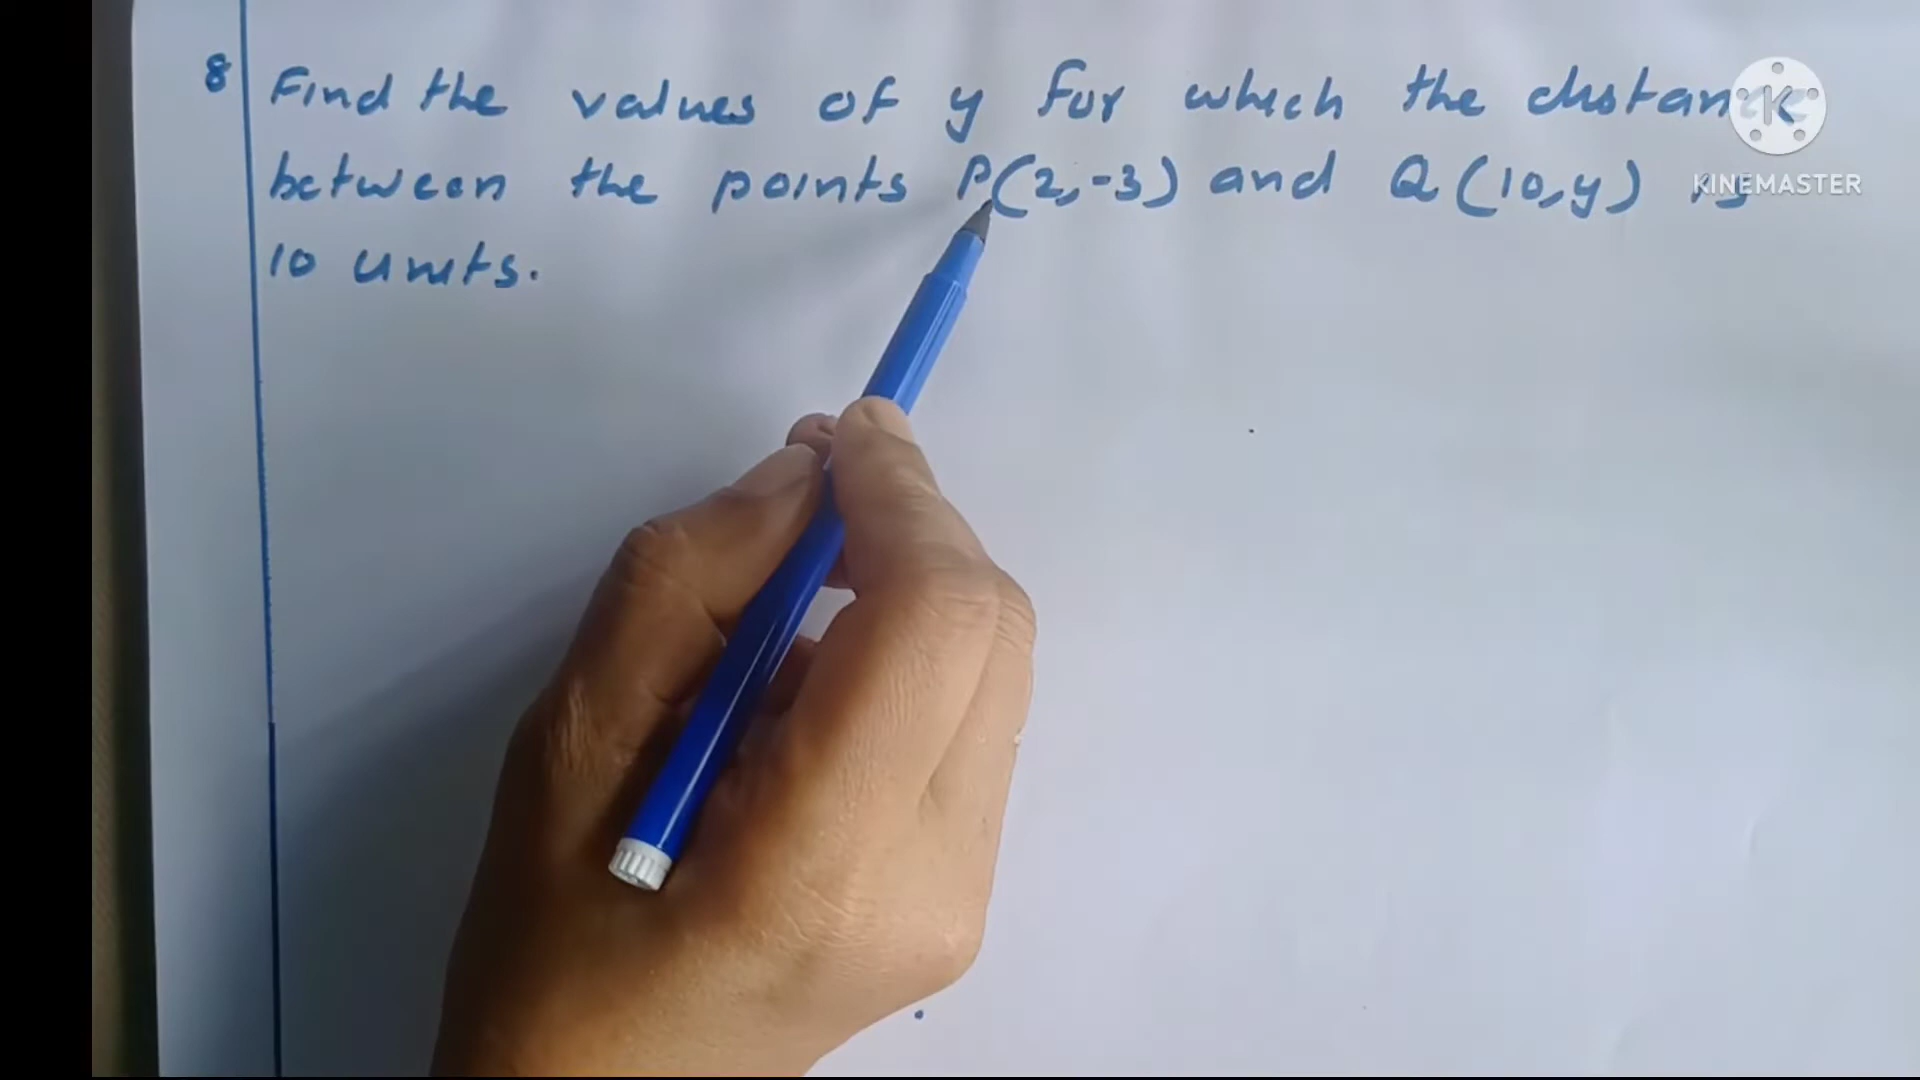 8 Find the values of y for which the distance
between the points P(2,-3) and Q(10,y) is
10 units.
KINEMASTER